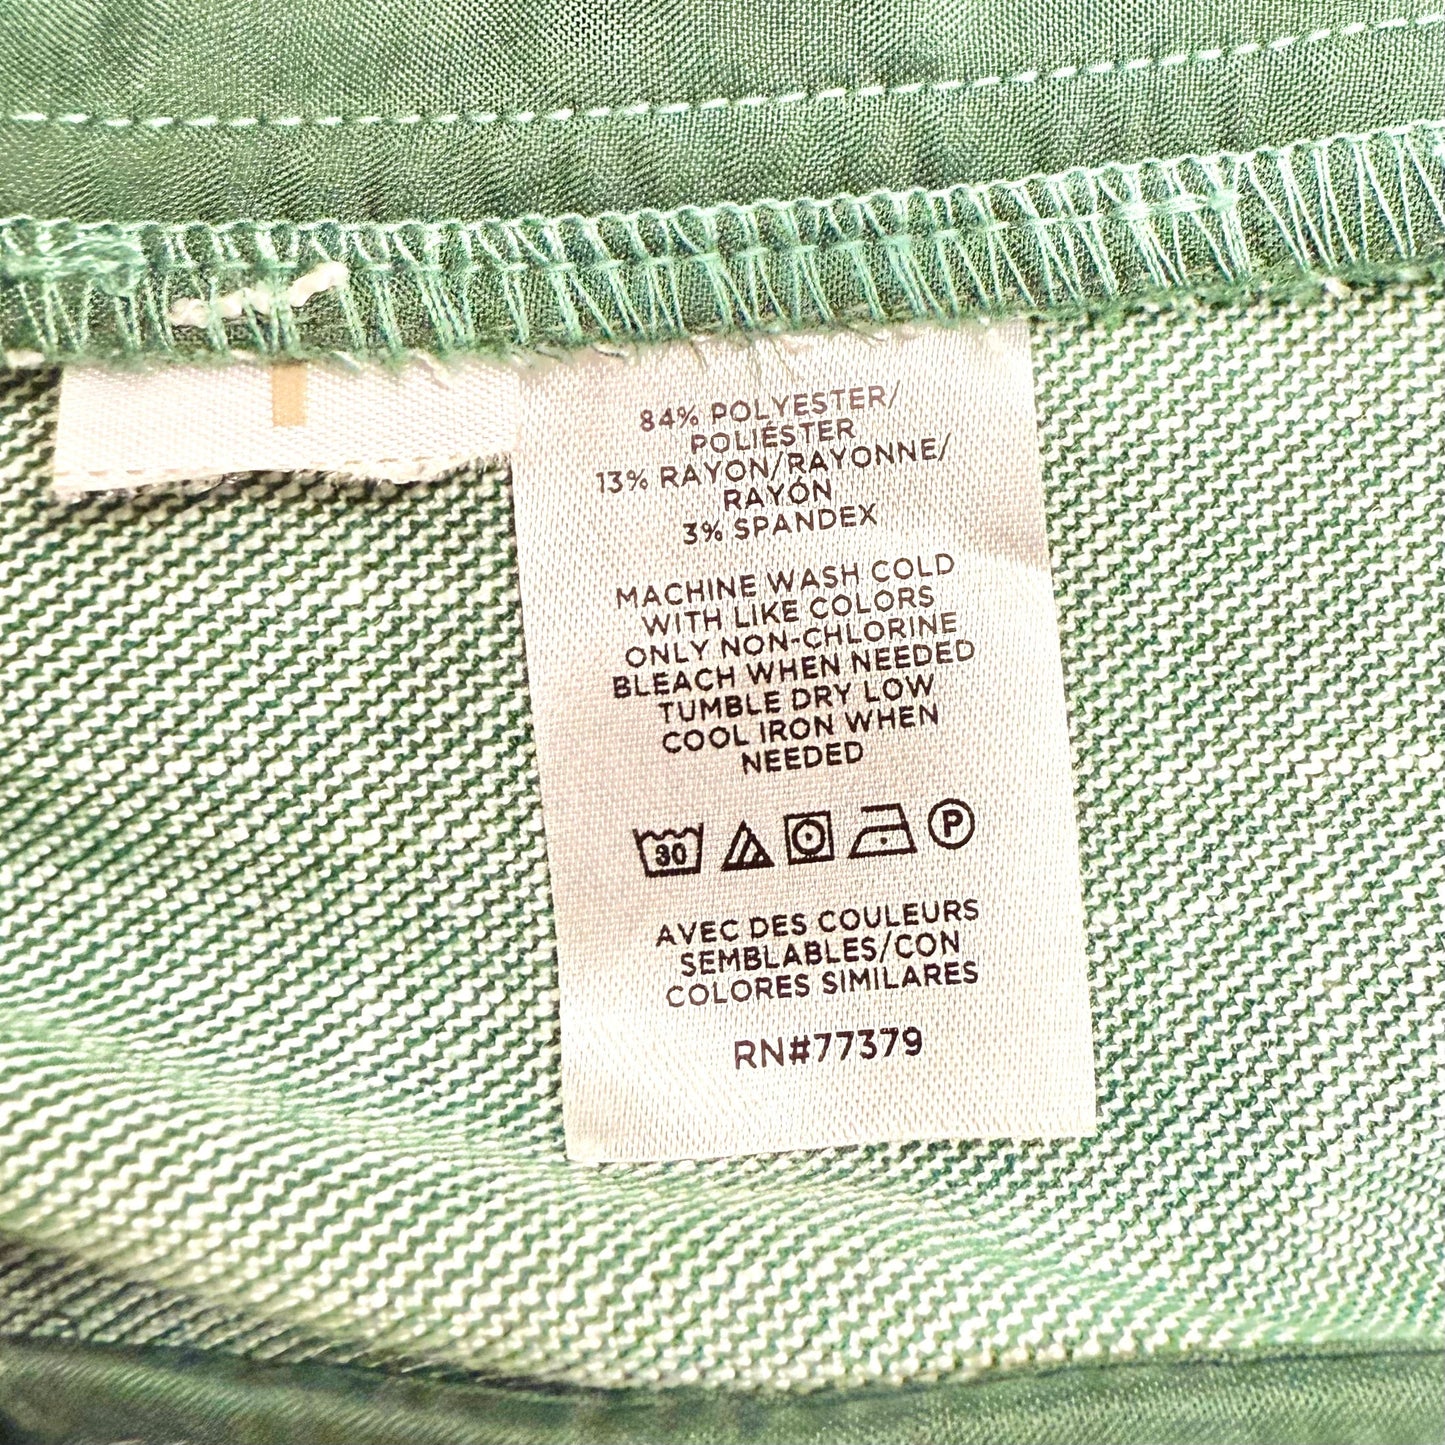 84% POLYESTER/
POLIÉSTER
13% RAYON/RAYONNE/
RAYÓN
3% SPANDEX
MACHINE WASH COLD
WITH LIKE COLORS
ONLY NON-CHLORINE
BLEACH WHEN NEEDED
TUMBLE DRY LOW
COOL IRON WHEN
NEEDED
30 P
AVEC DES COULEURS
SEMBLABLES/CON
COLORES SIMILARES
RN#77379